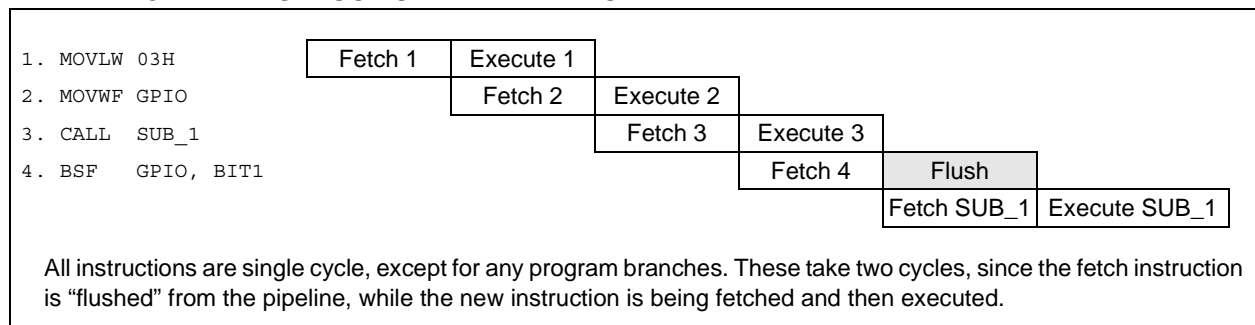 1. MOVLW 03H Fetch 1 Execute 1
2. MOVWF GPIO Fetch 2 Execute 2
3. CALL SUB_1 Fetch 3 Execute 3
4. BSF GPIO, BIT1 Fetch 4 Flush
Fetch SUB_1 Execute SUB_1
All instructions are single cycle, except for any program branches. These take two cycles, since the fetch instruction
is “flushed” from the pipeline, while the new instruction is being fetched and then executed.